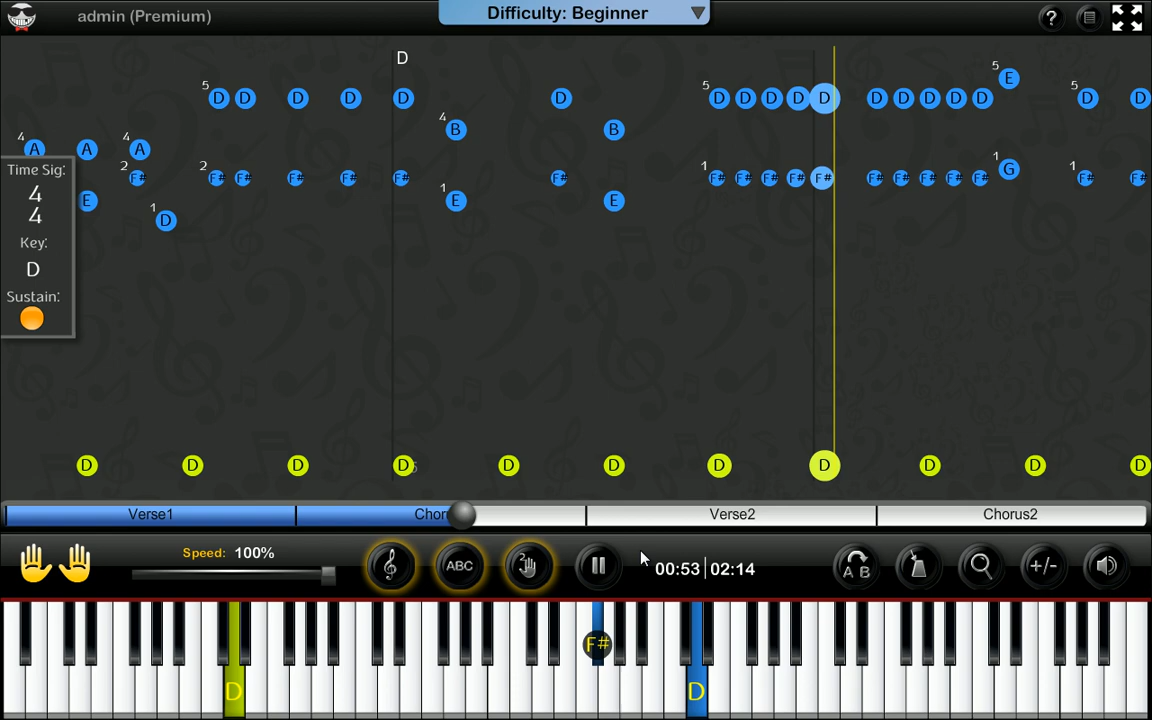 admin (Premium)
Difficulty: Beginner
?
D
5 D D D D D 4 B D B 5 D D D D D D D D D D 5 E 5 D D
4 A A 4 A
2 F# 2 F# F# F# F# F# F# 1 F# F# F# F# F# F# F# F# F# F# 1 G 1 F# F#
E 1 D 1 E E
Time Sig:
4
4
Key:
D
Sustain:
D D D D D D D D D D D
Verse1 Chor Verse2 Chorus2
Speed: 100%
ABC
2
00:53 | 02:14
A B
+/-
F#
D D